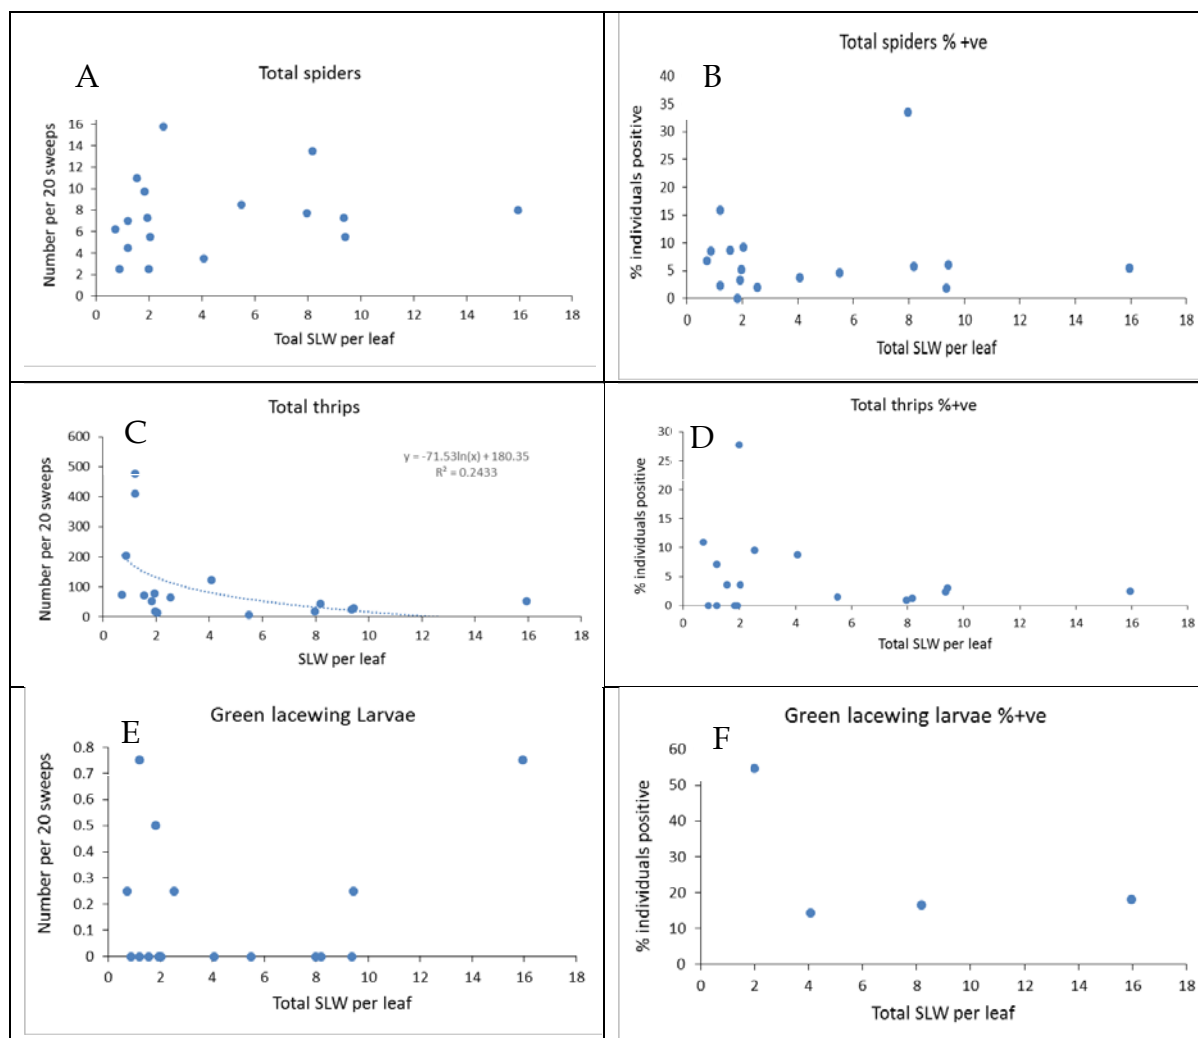 A
Total spiders
Number per 20 sweeps
16
14
12
10
8
6
4
2
0
0 2 4 6 8 10 12 14 16 18
Toal SLW per leaf
B
Total spiders % +ve
% individuals positive
40
35
30
25
20
15
10
5
0
0 2 4 6 8 10 12 14 16 18
Total SLW per leaf
C
Total thrips
Number per 20 sweeps
600
500
400
300
200
100
0
y = -71.53ln(x) + 180.35
R² = 0.2433
0 2 4 6 8 10 12 14 16 18
SLW per leaf
D
Total thrips %+ve
% individuals positive
30
25
20
15
10
5
0
0 2 4 6 8 10 12 14 16 18
Total SLW per leaf
E
Green lacewing Larvae
Number per 20 sweeps
0.8
0.7
0.6
0.5
0.4
0.3
0.2
0.1
0
0 2 4 6 8 10 12 14 16 18
Total SLW per leaf
F
Green lacewing larvae %+ve
% individuals positive
60
50
40
30
20
10
0
0 2 4 6 8 10 12 14 16 18
Total SLW per leaf